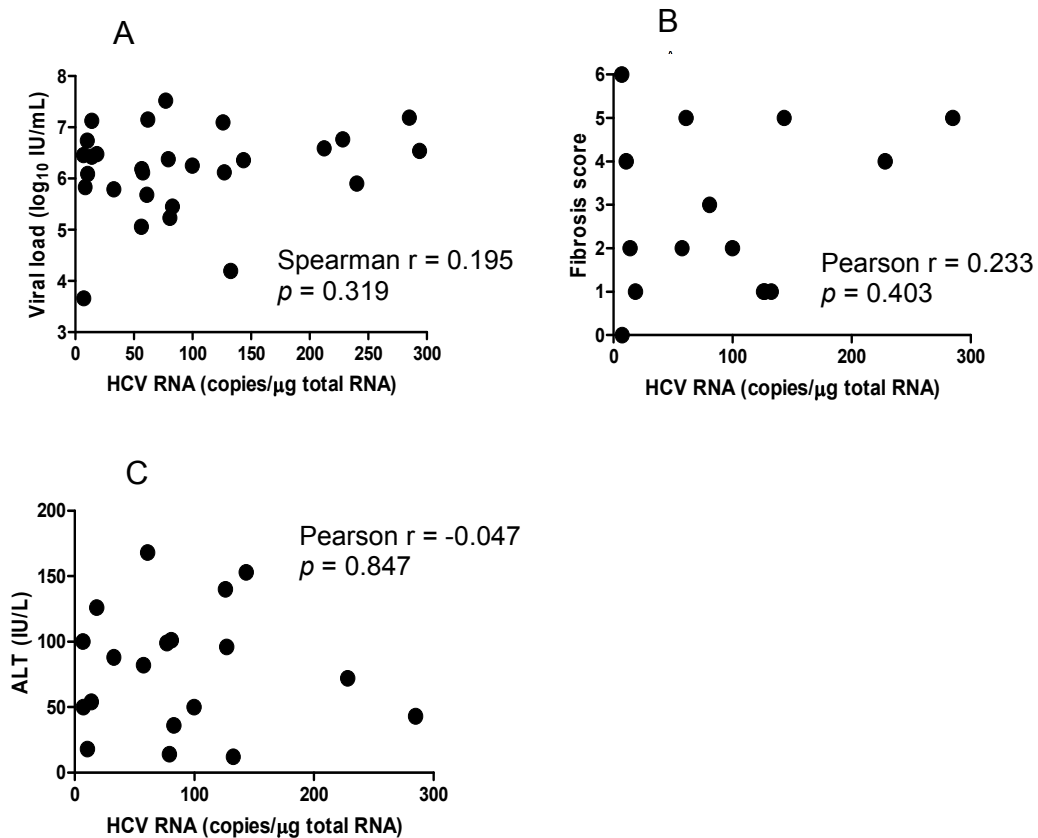 A
8
7
6
5
4
3
Viral load (log10 IU/mL)
0 50 100 150 200 250 300
HCV RNA (copies/μg total RNA)
Spearman r = 0.195
p = 0.319
B
6
5
4
3
2
1
0
Fibrosis score
0 100 200 300
HCV RNA (copies/μg total RNA)
Pearson r = 0.233
p = 0.403
C
200
150
100
50
0
ALT (IU/L)
0 100 200 300
HCV RNA (copies/μg total RNA)
Pearson r = -0.047
p = 0.847